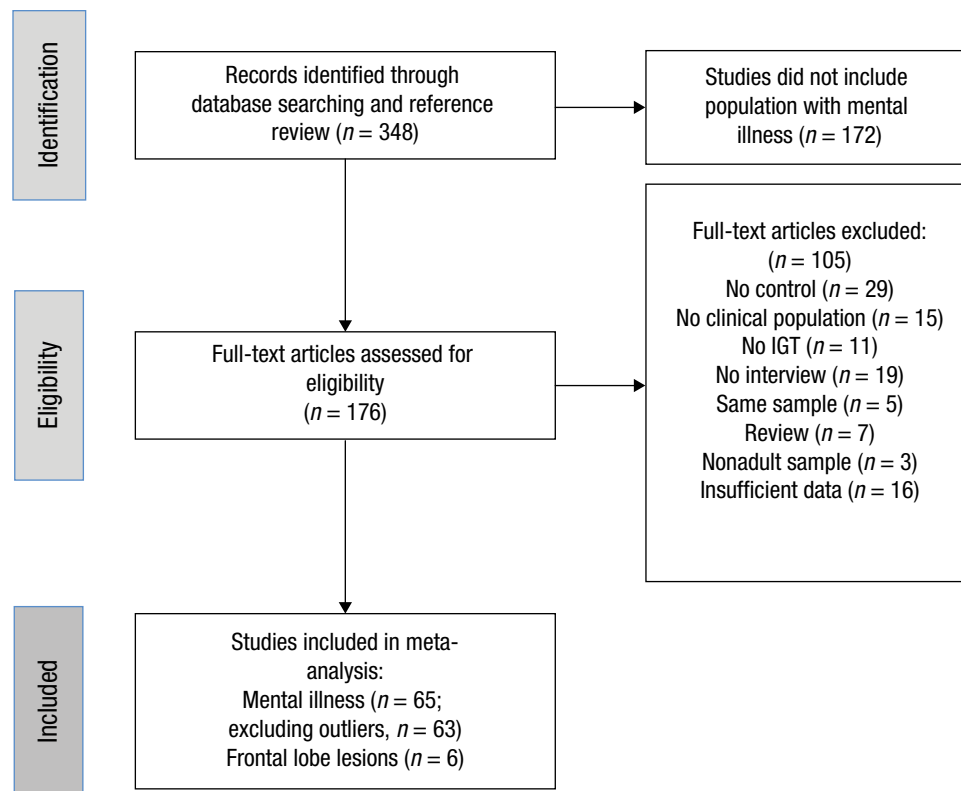 Identification
Records identified through
database searching and reference
review (n = 348)
Studies did not include
population with mental
illness (n = 172)
Eligibility
Full-text articles assessed for
eligibility
(n = 176)
Full-text articles excluded:
(n = 105)
No control (n = 29)
No clinical population (n = 15)
No IGT (n = 11)
No interview (n = 19)
Same sample (n = 5)
Review (n = 7)
Nonadult sample (n = 3)
Insufficient data (n = 16)
Included
Studies included in meta-
analysis:
Mental illness (n = 65;
excluding outliers, n = 63)
Frontal lobe lesions (n = 6)